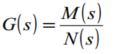 G(s) = M(s)/N(s)